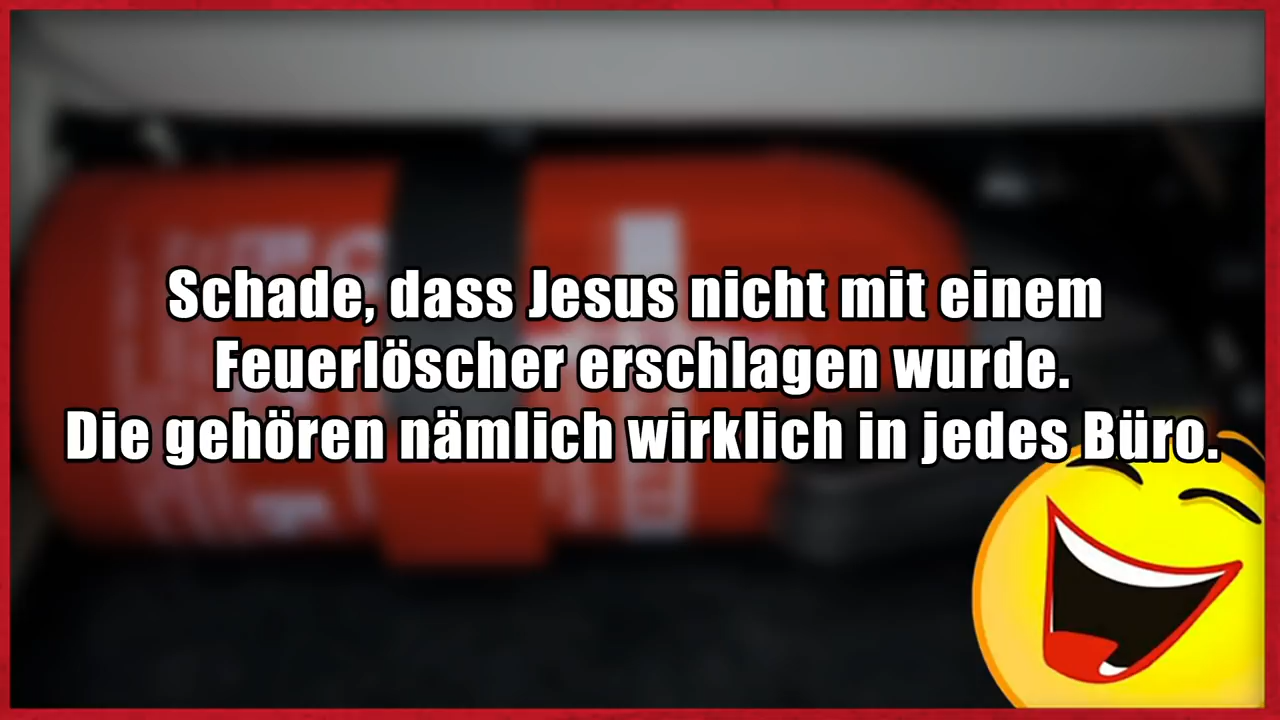 Schade, dass Jesus nicht mit einem
Feuerlöscher erschlagen wurde.
Die gehören nämlich wirklich in jedes Büro.